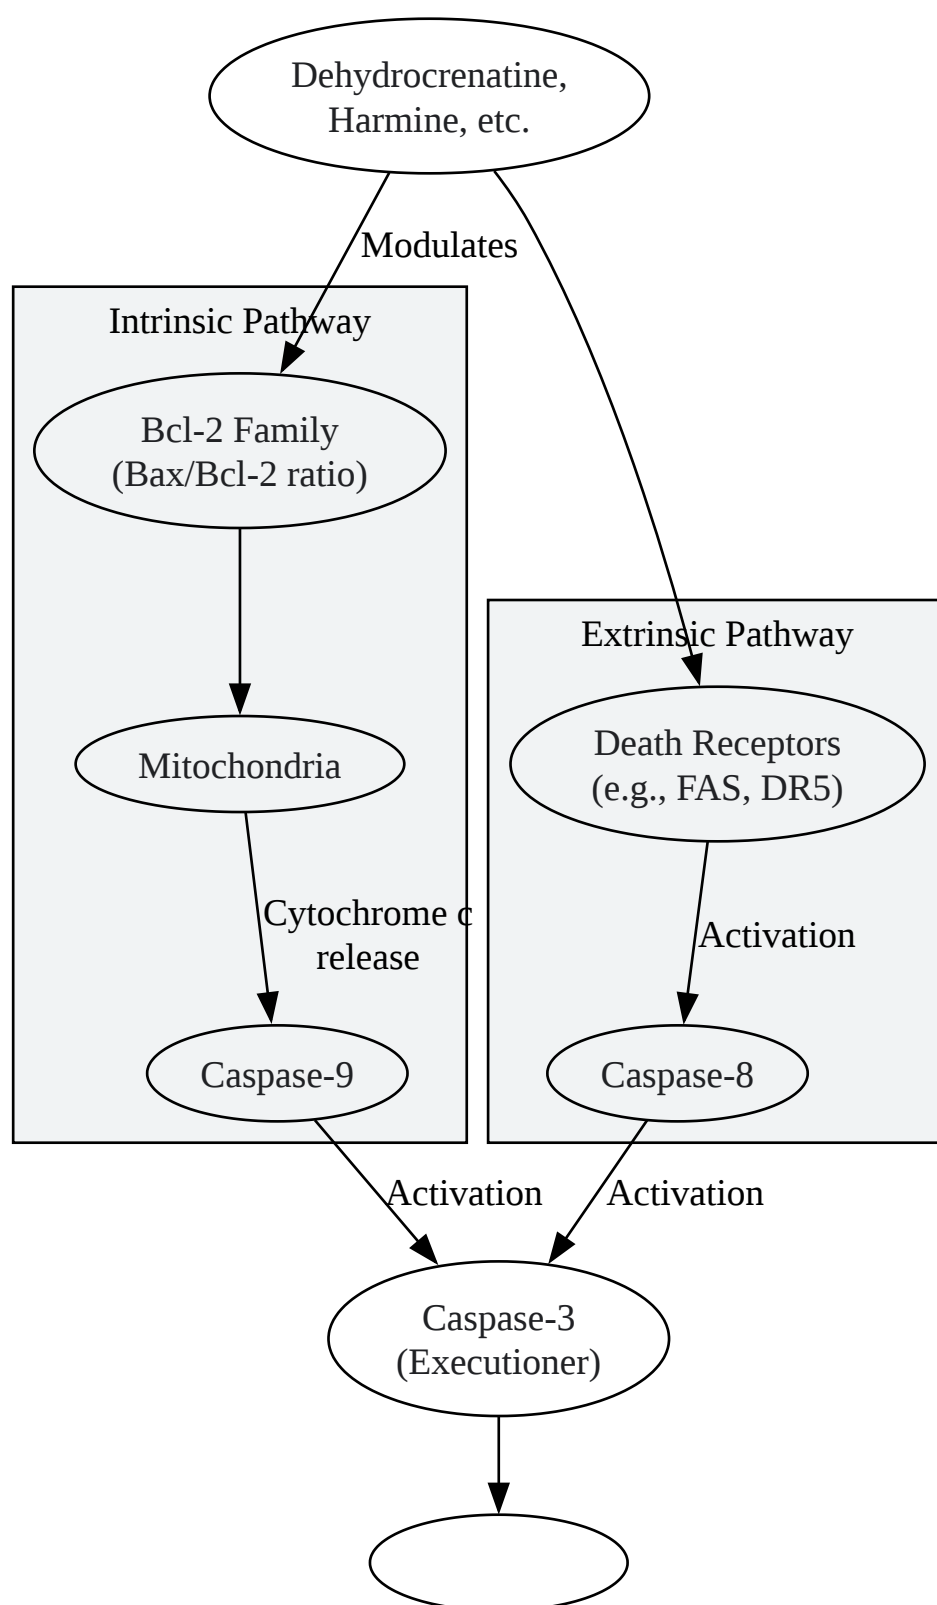 Dehydrocrenatine,
Harmine, etc.
Modulates
Intrinsic Pathway
Bcl-2 Family
(Bax/Bcl-2 ratio)
Extrinsic Pathway
Mitochondria
Death Receptors
(e.g., FAS, DR5)
Cytochrome c
release
Activation
Caspase-9
Caspase-8
Activation
Activation
Caspase-3
(Executioner)